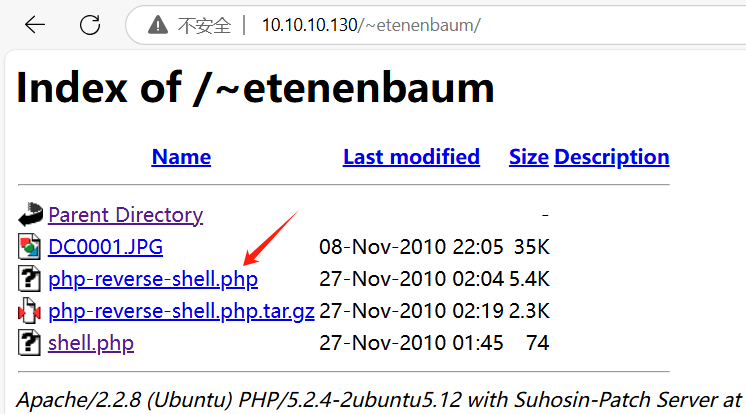 不安全 | 10.10.10.130/~etenenbaum/
Index of /~etenenbaum
Name Last modified Size Description
Parent Directory -
DC0001.JPG 08-Nov-2010 22:05 35K
php-reverse-shell.php 27-Nov-2010 02:04 5.4K
php-reverse-shell.php.tar.gz 27-Nov-2010 02:19 2.3K
shell.php 27-Nov-2010 01:45 74
Apache/2.2.8 (Ubuntu) PHP/5.2.4-2ubuntu5.12 with Suhosin-Patch Server at